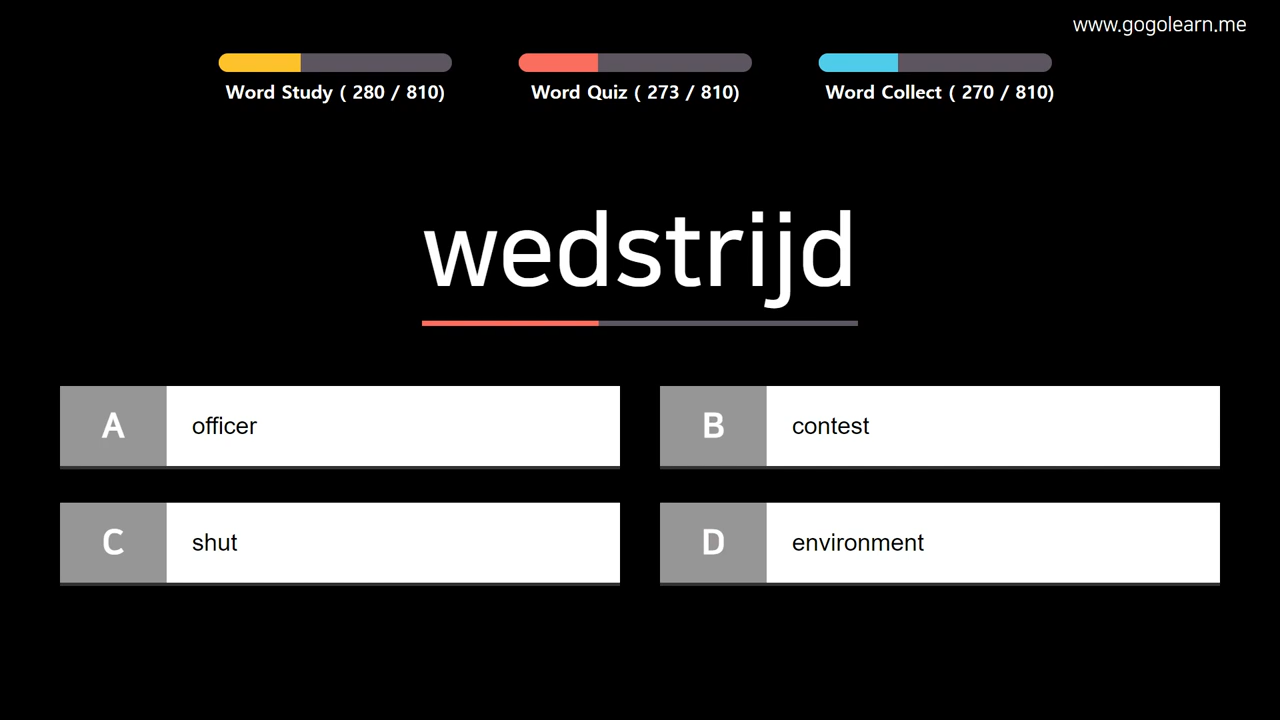 www.gogolearn.me
Word Study ( 280 / 810)
Word Quiz ( 273 / 810)
Word Collect ( 270 / 810)
wedstrijd
A officer
B contest
C shut
D environment